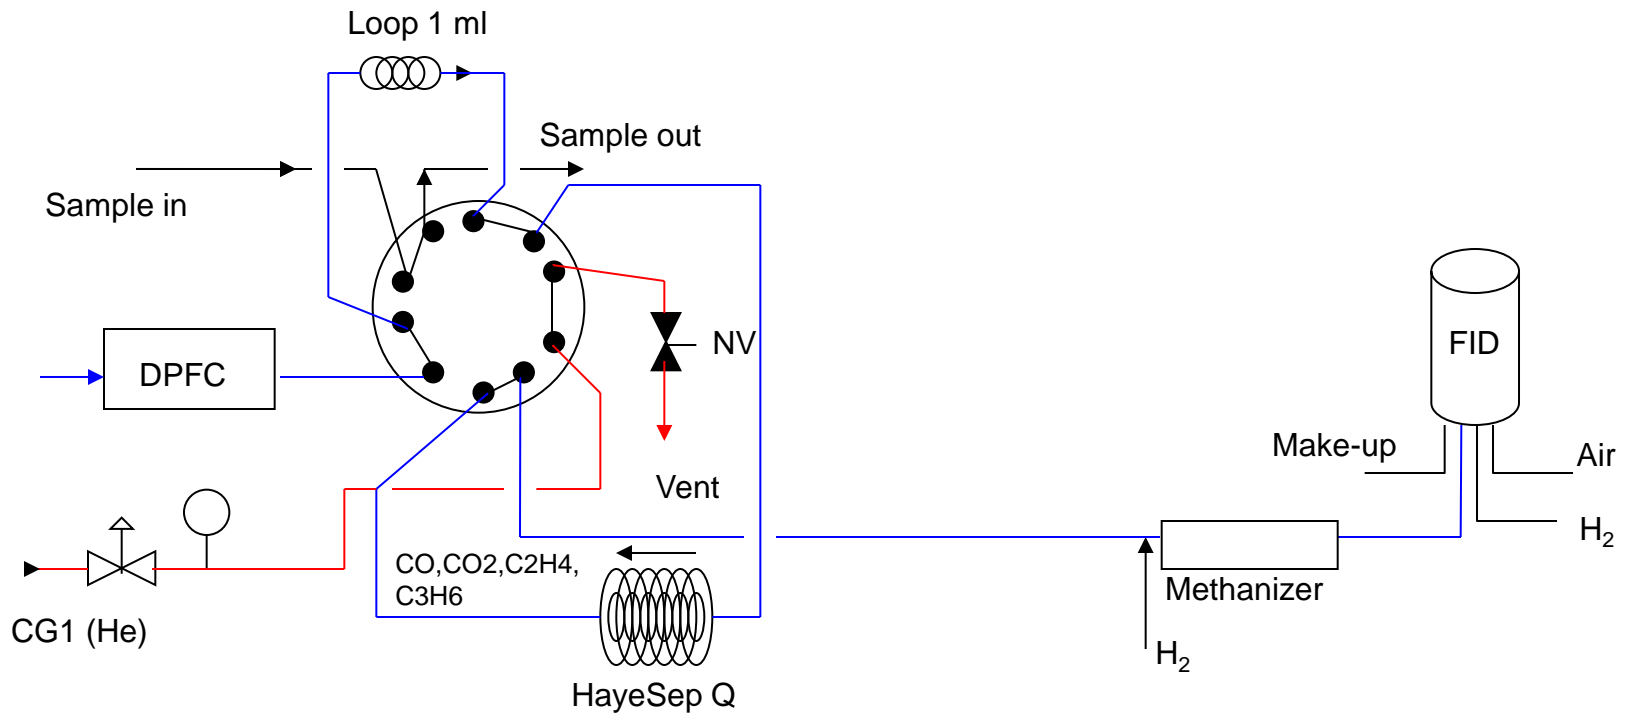 Loop 1 ml
Sample out
Sample in
DPFC
NV
FID
Make-up
Air
Vent
H2
CO,CO2,C2H4,
C3H6
Methanizer
CG1 (He)
H2
HayeSep Q